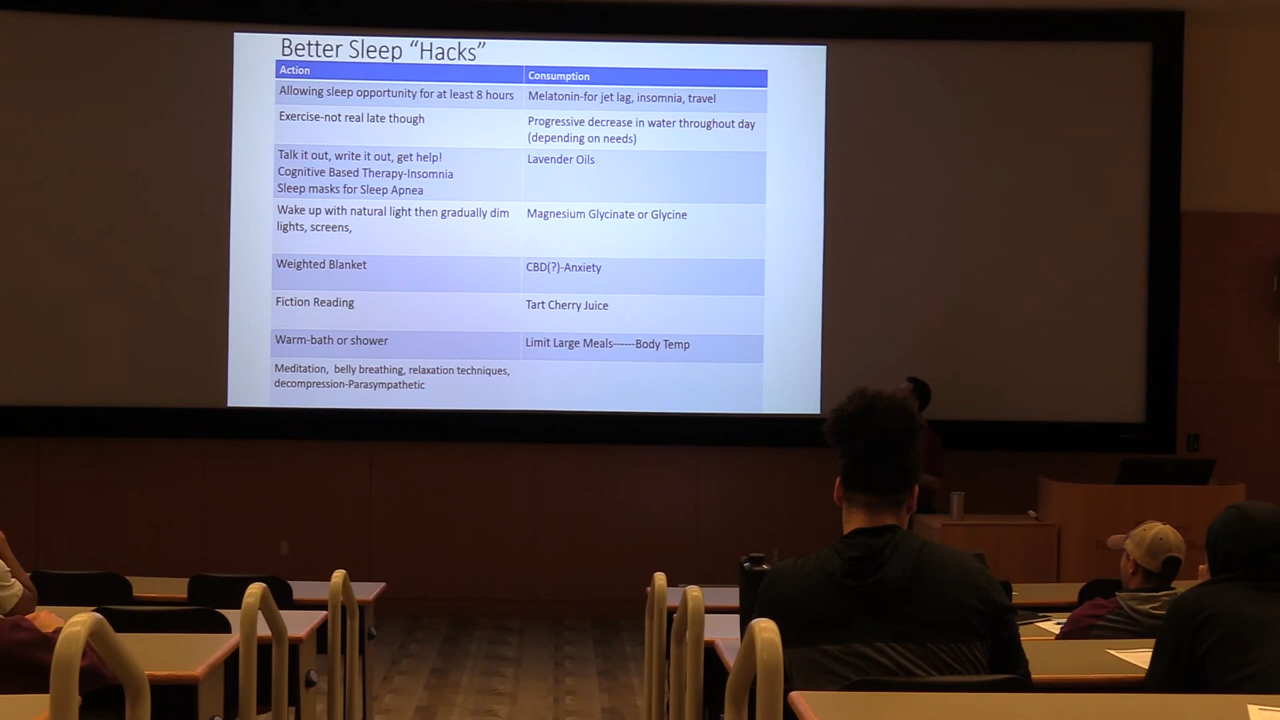 Better Sleep “Hacks”
Action
Consumption
Allowing sleep opportunity for at least 8 hours
Melatonin-for jet lag, insomnia, travel
Exercise-not real late though
Progressive decrease in water throughout day
(depending on needs)
Talk it out, write it out, get help!
Cognitive Based Therapy-Insomnia
Sleep masks for Sleep Apnea
Lavender Oils
Wake up with natural light then gradually dim
lights, screens,
Magnesium Glycinate or Glycine
Weighted Blanket
CBD(?)-Anxiety
Fiction Reading
Tart Cherry Juice
Warm-bath or shower
Limit Large Meals------Body Temp
Meditation, belly breathing, relaxation techniques,
decompression-Parasympathetic